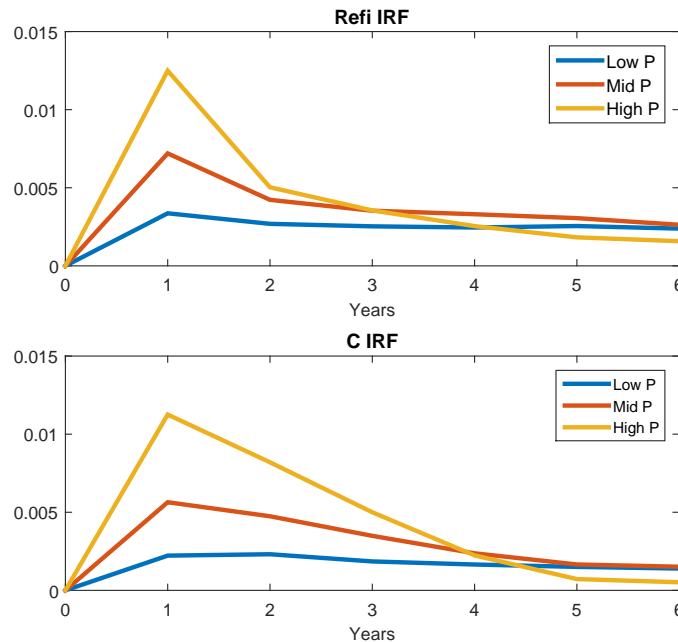 Refi IRF
0.015
0.01
0.005
0
Low P
Mid P
High P
0 1 2 3 4 5 6
Years
C IRF
0.015
0.01
0.005
0
Low P
Mid P
High P
0 1 2 3 4 5 6
Years